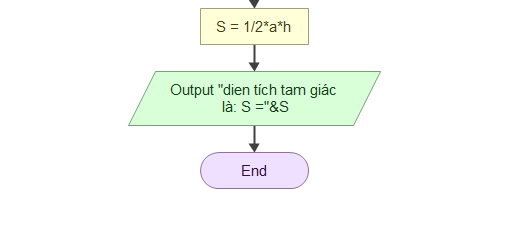 S = 1/2*a*h
Output "dien tích tam giác
là: S ="&S
End